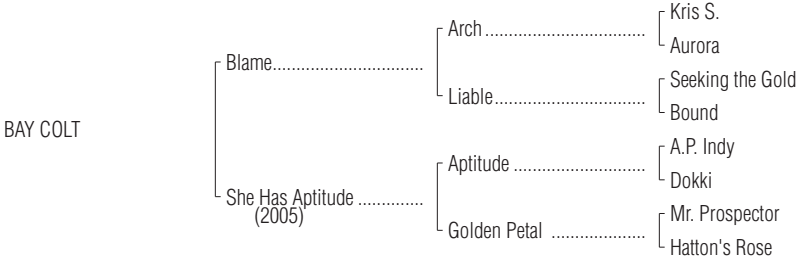 Kris S.
Arch ..................................
Aurora
Blame................................
Seeking the Gold
Liable................................
Bound
BAY COLT
A.P. Indy
Aptitude ............................
Dokki
She Has Aptitude ..............
(2005)
Mr. Prospector
Golden Petal ....................
Hatton's Rose